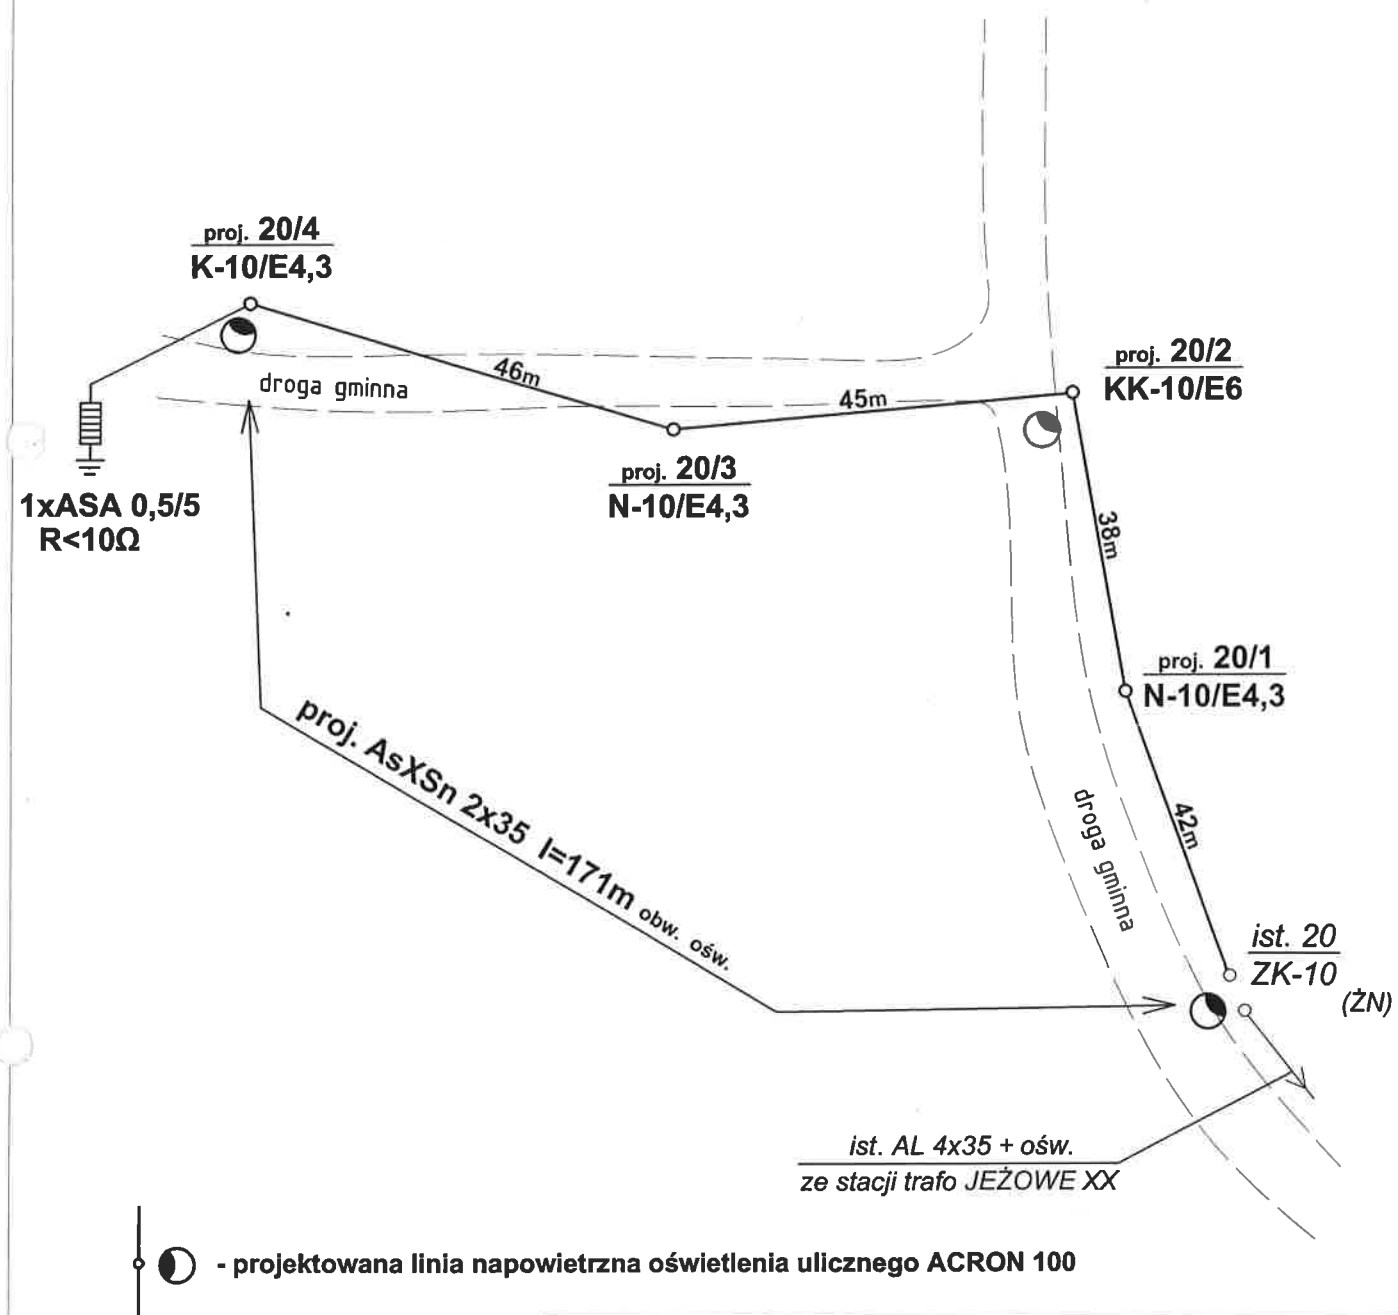 proj. 20/4
K-10/E4,3
46m
droga gminna
45m
proj. 20/2
KK-10/E6
proj. 20/3
N-10/E4,3
1xASA 0,5/5
R<10Ω
38m
proj. 20/1
N-10/E4,3
proj. AsXSn 2x35 l=171m obw. ośw.
42m
droga gminna
ist. 20
ZK-10
(ŻN)
ist. AL 4x35 + ośw.
ze stacji trafo JEŻOWE XX
- projektowana linia napowietrzna oświetlenia ulicznego ACRON 100